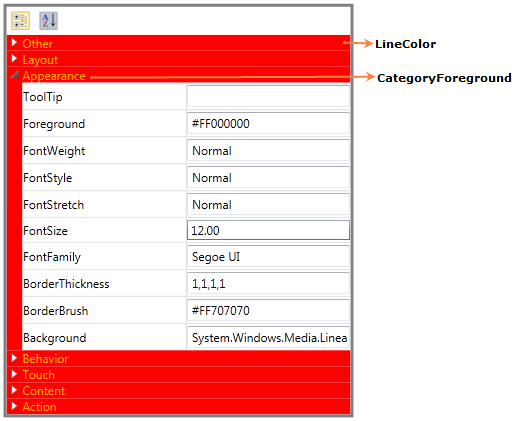 A
Z
Other
LineColor
Layout
Appearance
CategoryForeground
ToolTip
Foreground #FF000000
FontWeight Normal
FontStyle Normal
FontStretch Normal
FontSize 12.00
FontFamily Segoe UI
BorderThickness 1,1,1,1
BorderBrush #FF707070
Background System.Windows.Media.Linea
Behavior
Touch
Content
Action